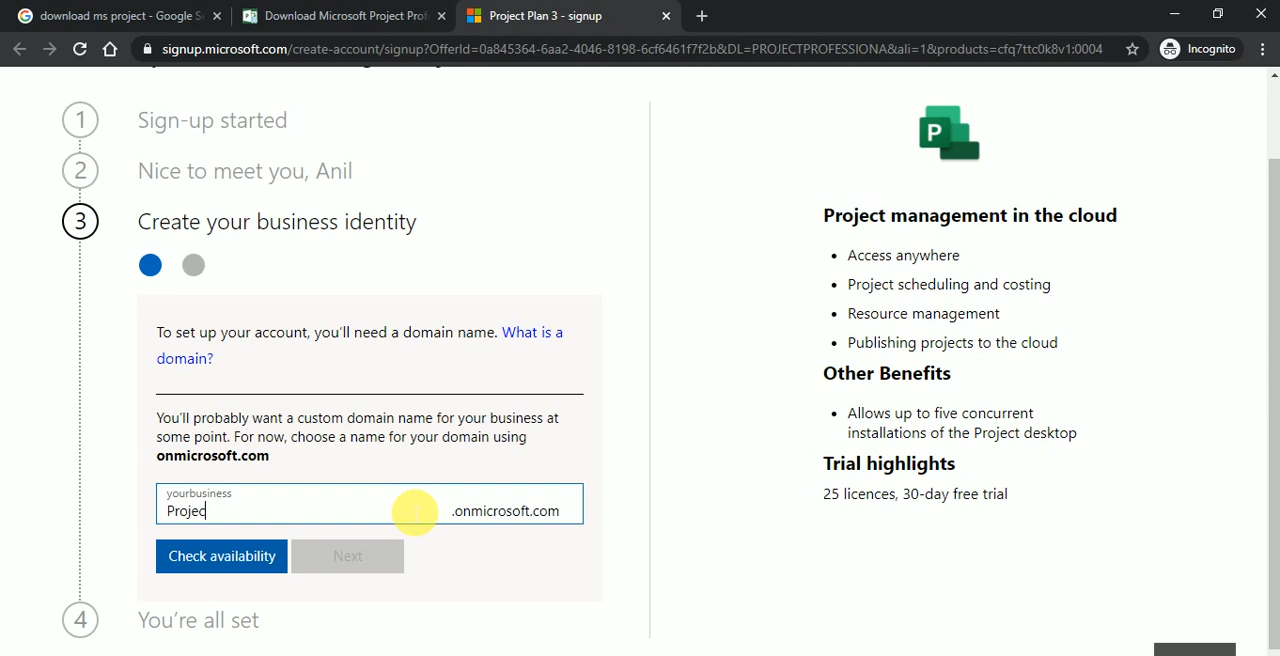 download ms project - Google S
Download Microsoft Project Prof
Project Plan 3 - signup
signup.microsoft.com/create-account/signup?OfferId=0a845364-6aa2-4046-8198-6cf6461f7f2b&DL=PROJECTPROFESSIONA&ali=1&products=cfq7ttc0k8v1:0004
Incognito
1 Sign-up started
2 Nice to meet you, Anil
3 Create your business identity
To set up your account, you'll need a domain name. What is a
domain?
You'll probably want a custom domain name for your business at
some point. For now, choose a name for your domain using
onmicrosoft.com
yourbusiness
Projec .onmicrosoft.com
Check availability Next
4 You're all set
P
Project management in the cloud
• Access anywhere
• Project scheduling and costing
• Resource management
• Publishing projects to the cloud
Other Benefits
• Allows up to five concurrent
installations of the Project desktop
Trial highlights
25 licences, 30-day free trial